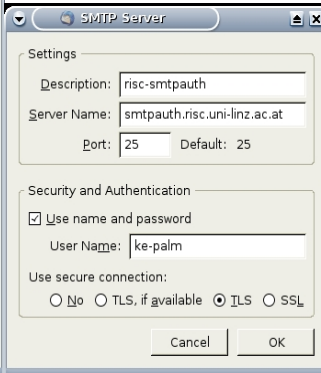 SMTP Server
Settings
Description: risc-smtpauth
Server Name: smtpauth.risc.uni-linz.ac.at
Port: 25 Default: 25
Security and Authentication
Use name and password
User Name: ke-palm
Use secure connection:
No TLS, if available TLS SSL
Cancel OK